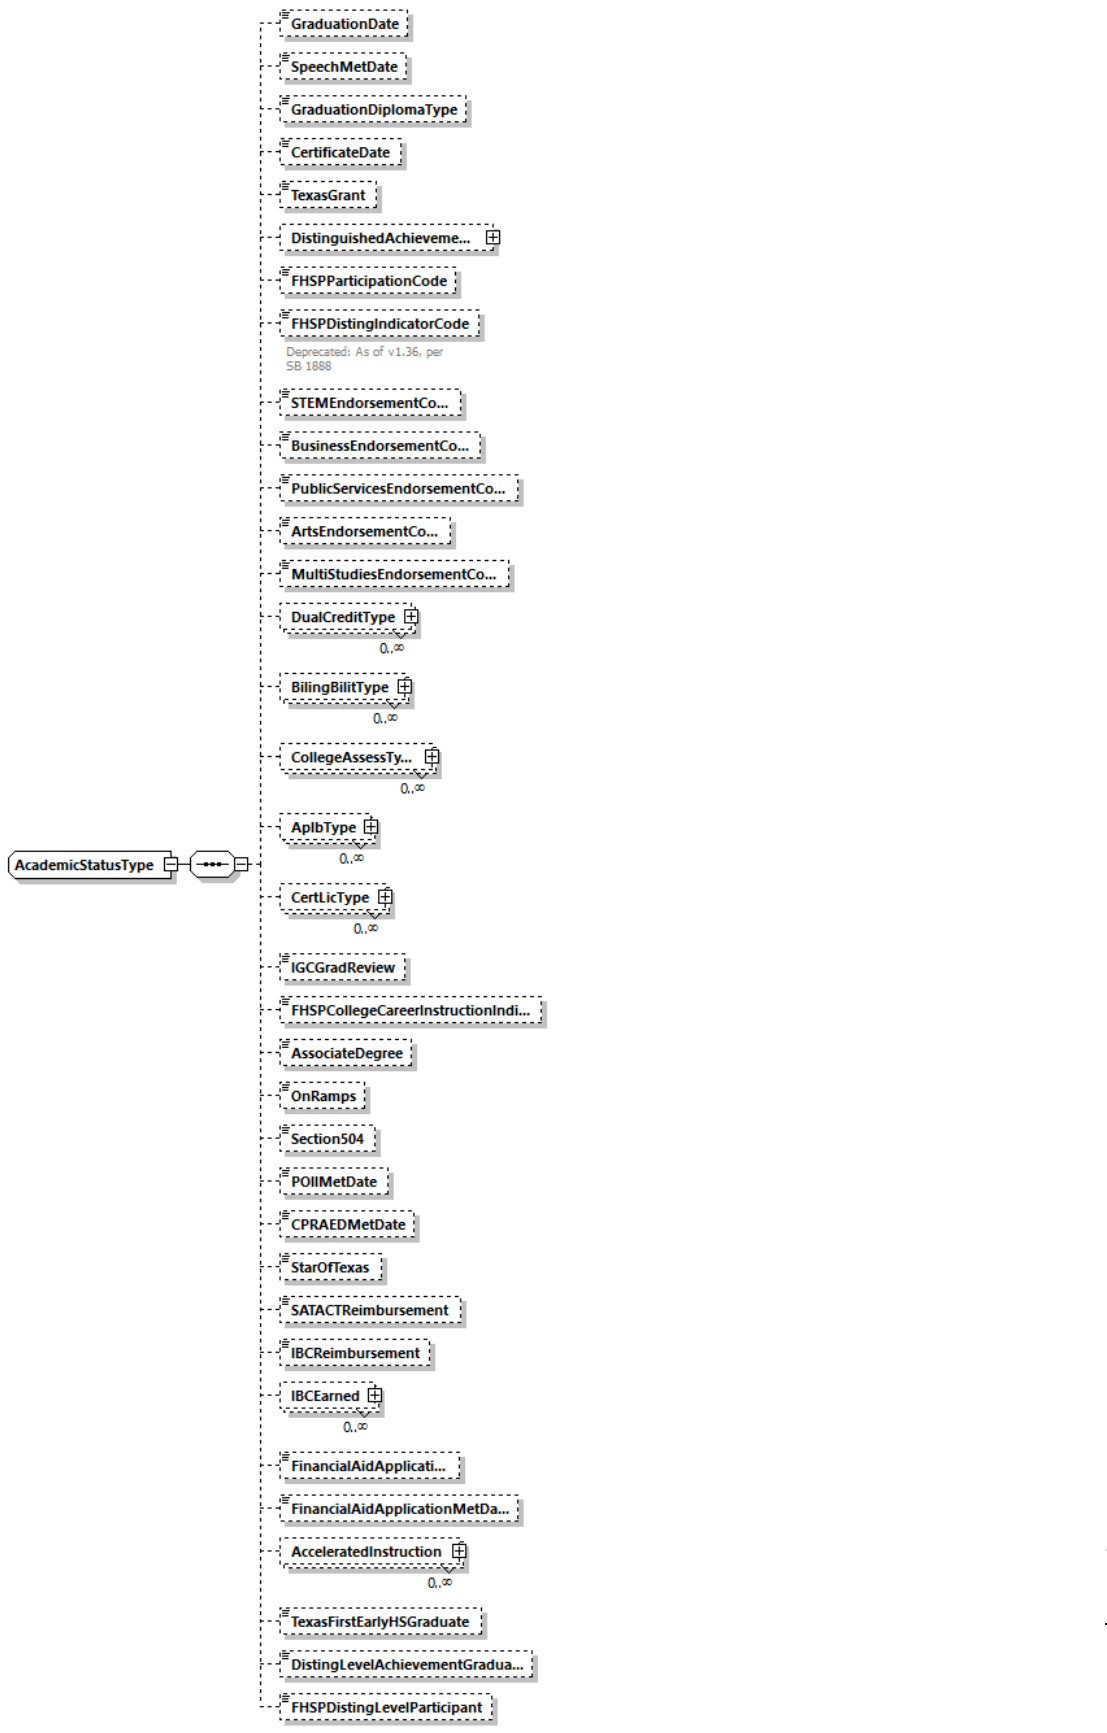 GraduationDate
SpeechMetDate
GraduationDiplomaType
CertificateDate
TexasGrant
DistinguishedAchieveme...
FHSPParticipationCode
FHSPDistingIndicatorCode
Deprecated: As of v1.36, per
SB 1888
STEMEndorsementCo...
BusinessEndorsementCo...
PublicServicesEndorsementCo...
ArtsEndorsementCo...
MultiStudiesEndorsementCo...
DualCreditType
0..∞
BilingBilitType
0..∞
CollegeAssessTy...
0..∞
ApIbType
0..∞
AcademicStatusType
CertLicType
0..∞
IGCGradReview
FHSPCollegeCareerInstructionIndi...
AssociateDegree
OnRamps
Section504
POIIMetDate
CPRAEDMetDate
StarOfTexas
SATACTReimbursement
IBCReimbursement
IBCEarned
0..∞
FinancialAidApplicati...
FinancialAidApplicationMetDa...
AcceleratedInstruction
0..∞
TexasFirstEarlyHSGraduate
DistingLevelAchievementGradua...
FHSPDistingLevelParticipant